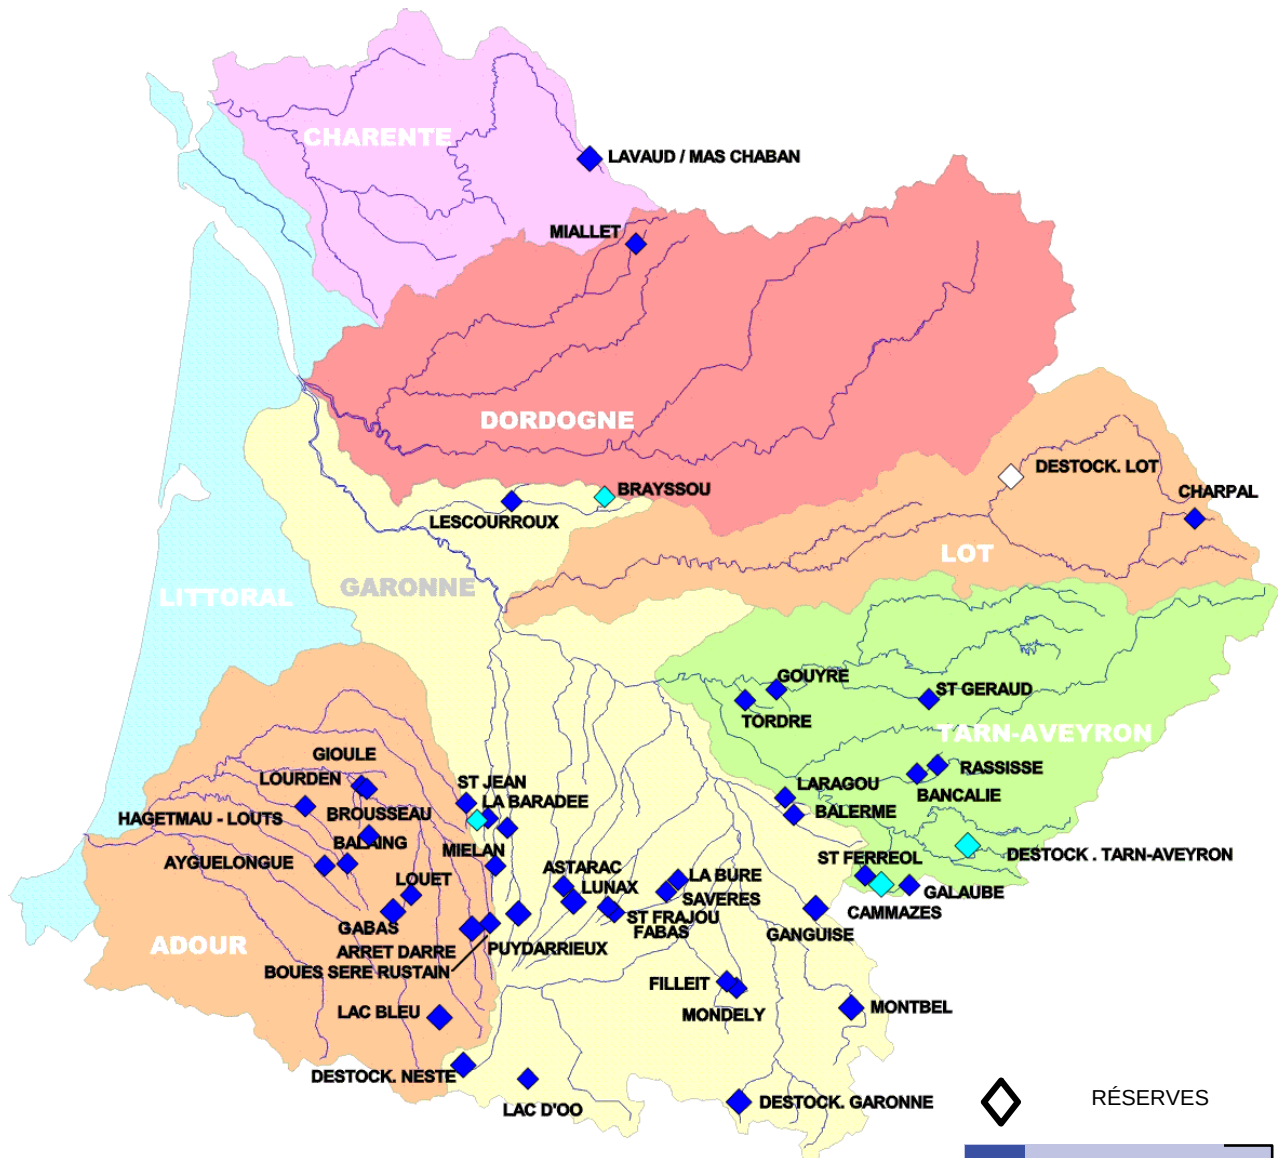 CHARENTE
LAVAUD / MAS CHABAN
MIALLET
DORDOGNE
DESTOCK. LOT
BRAYSSOU
CHARPAL
LESCOURROUX
LOT
GARONNE
LITTORAL
GOUYRE
ST GERAUD
TORDRE
TARN-AVEYRON
GIOULE
LOURDEN
ST JEAN
LARAGOU
RASSISSE
BANCALIE
LA BARADEE
HAGETMAU - LOUTS
BROUSSEAU
BALERME
BALAING
MIELAN
AYGUELONGUE
ASTARAC
ST FERREOL
DESTOCK . TARN-AVEYRON
LOUET
LUNAX
LA BURE
SAVERES
GALAUBE
GABAS
ST FRAJOU
FABAS
CAMMAZES
GANGUISE
ADOUR
ARRET DARRE
PUYDARRIEUX
BOUES SERE RUSTAIN
FILLEIT
LAC BLEU
MONDELY
MONTBEL
DESTOCK. NESTE
LAC D'OO
DESTOCK. GARONNE
RÉSERVES